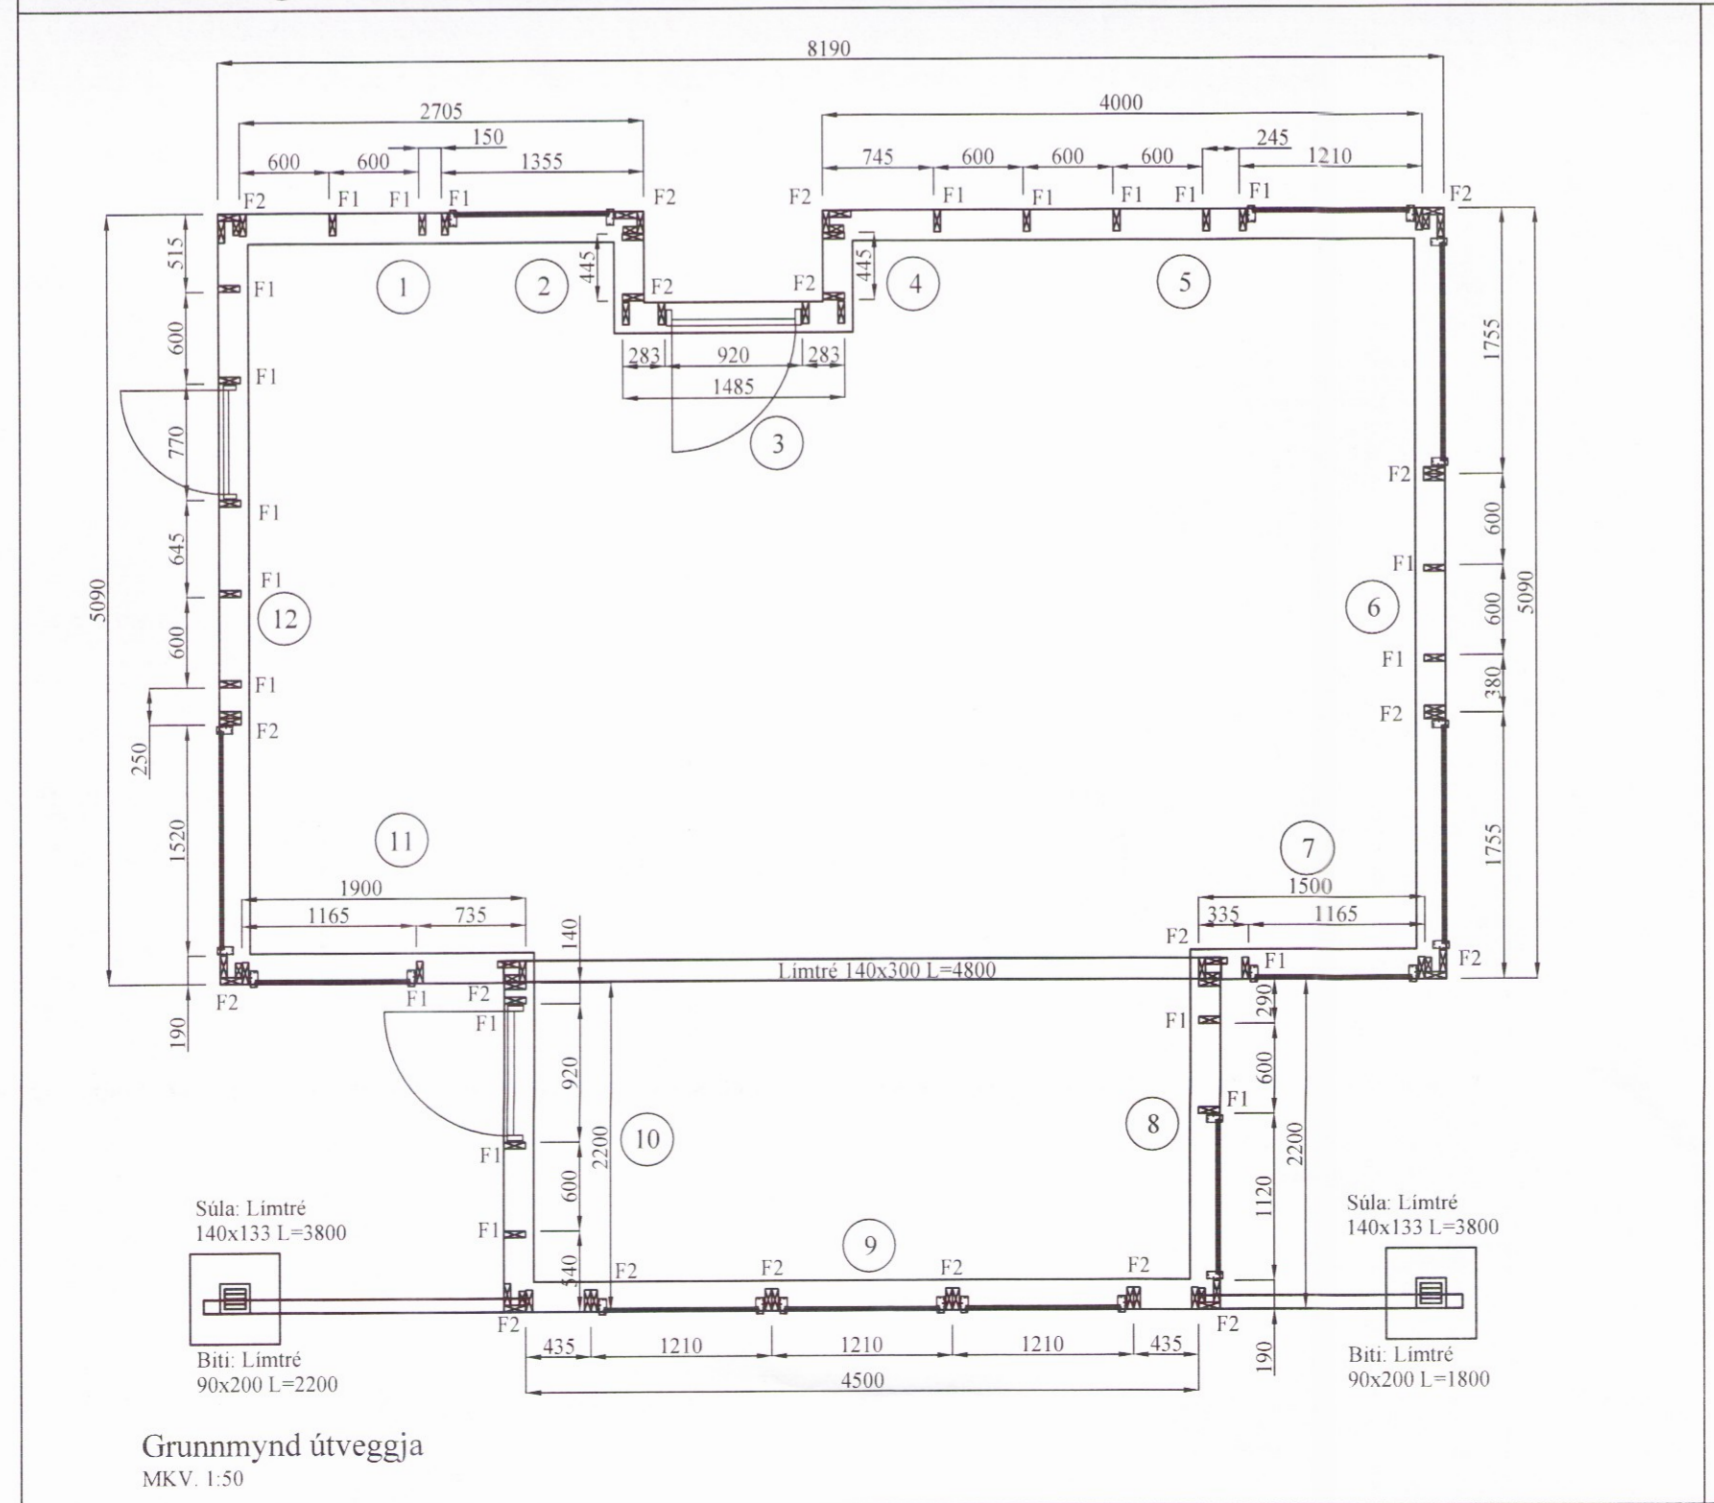 8190
2705
4000
150
245
600
600
1355
745
600
600
600
1210
F2
F1
F1
F1
F2
F2
F1
F1
F1
F1
F1
F2
515
F1
1
2
445
F2
F2
445
4
5
600
F1
283
920
283
1485
1755
770
3
F1
F2
645
600
5090
F1
F1
5090
12
6
600
600
F1
F1
380
F2
F2
250
1520
11
7
1755
1900
1500
1165
735
140
335
1165
F2
Límtré 140x300 L=4800
F1
F2
F2
F1
F2
290
190
F1
F1
920
600
F1
10
8
2200
2200
F1
600
1120
Súla: Límtré
140x133 L=3800
F1
9
Súla: Límtré
140x133 L=3800
540
F2
F2
F2
F2
F2
F2
435
1210
1210
1210
435
190
Biti: Límtré
90x200 L=2200
4500
Biti: Límtré
90x200 L=1800
Grunnmynd útveggja
MKV. 1:50